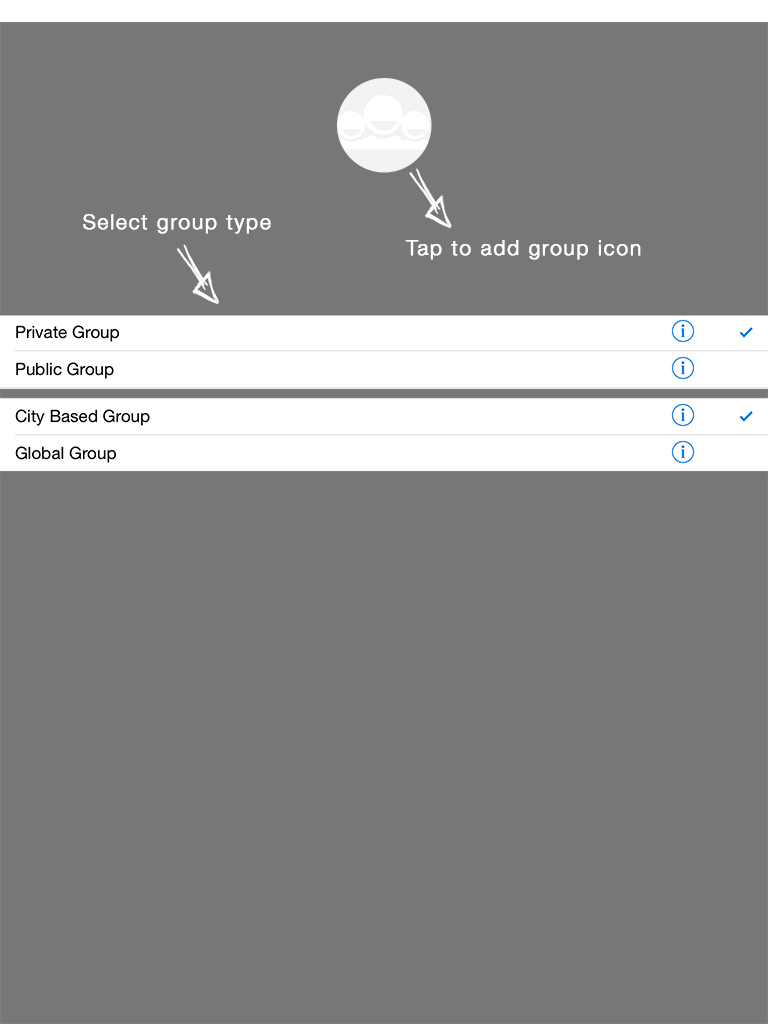 Select group type
Tap to add group icon
Private Group
Public Group
City Based Group
Global Group